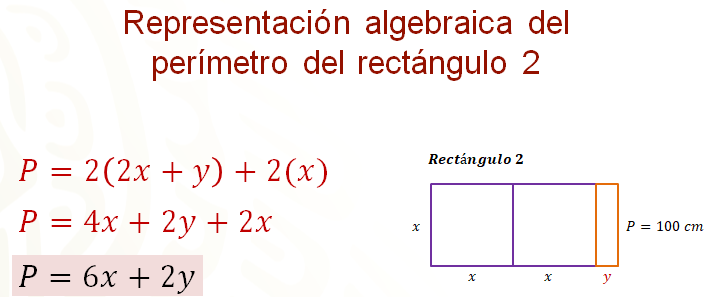 Representación algebraica del
perímetro del rectángulo 2
P = 2(2x + y) + 2(x)
P = 4x + 2y + 2x
P = 6x + 2y
Rectángulo 2
x
P = 100 cm
x x y